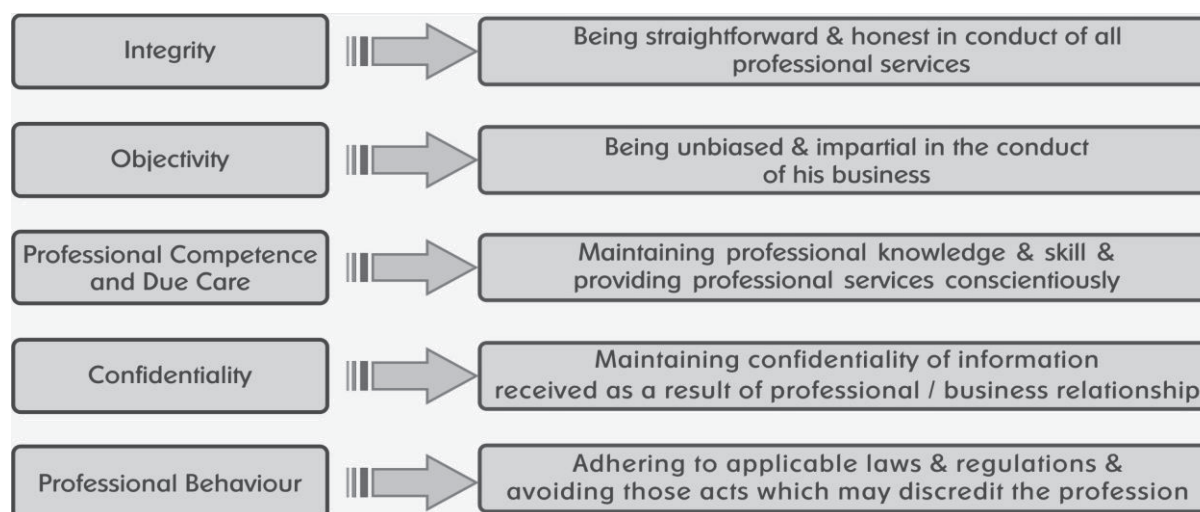 Integrity
Being straightforward & honest in conduct of all
professional services
Objectivity
Being unbiased & impartial in the conduct
of his business
Professional Competence
and Due Care
Maintaining professional knowledge & skill &
providing professional services conscientiously
Confidentiality
Maintaining confidentiality of information
received as a result of professional / business relationship
Professional Behaviour
Adhering to applicable laws & regulations &
avoiding those acts which may discredit the profession